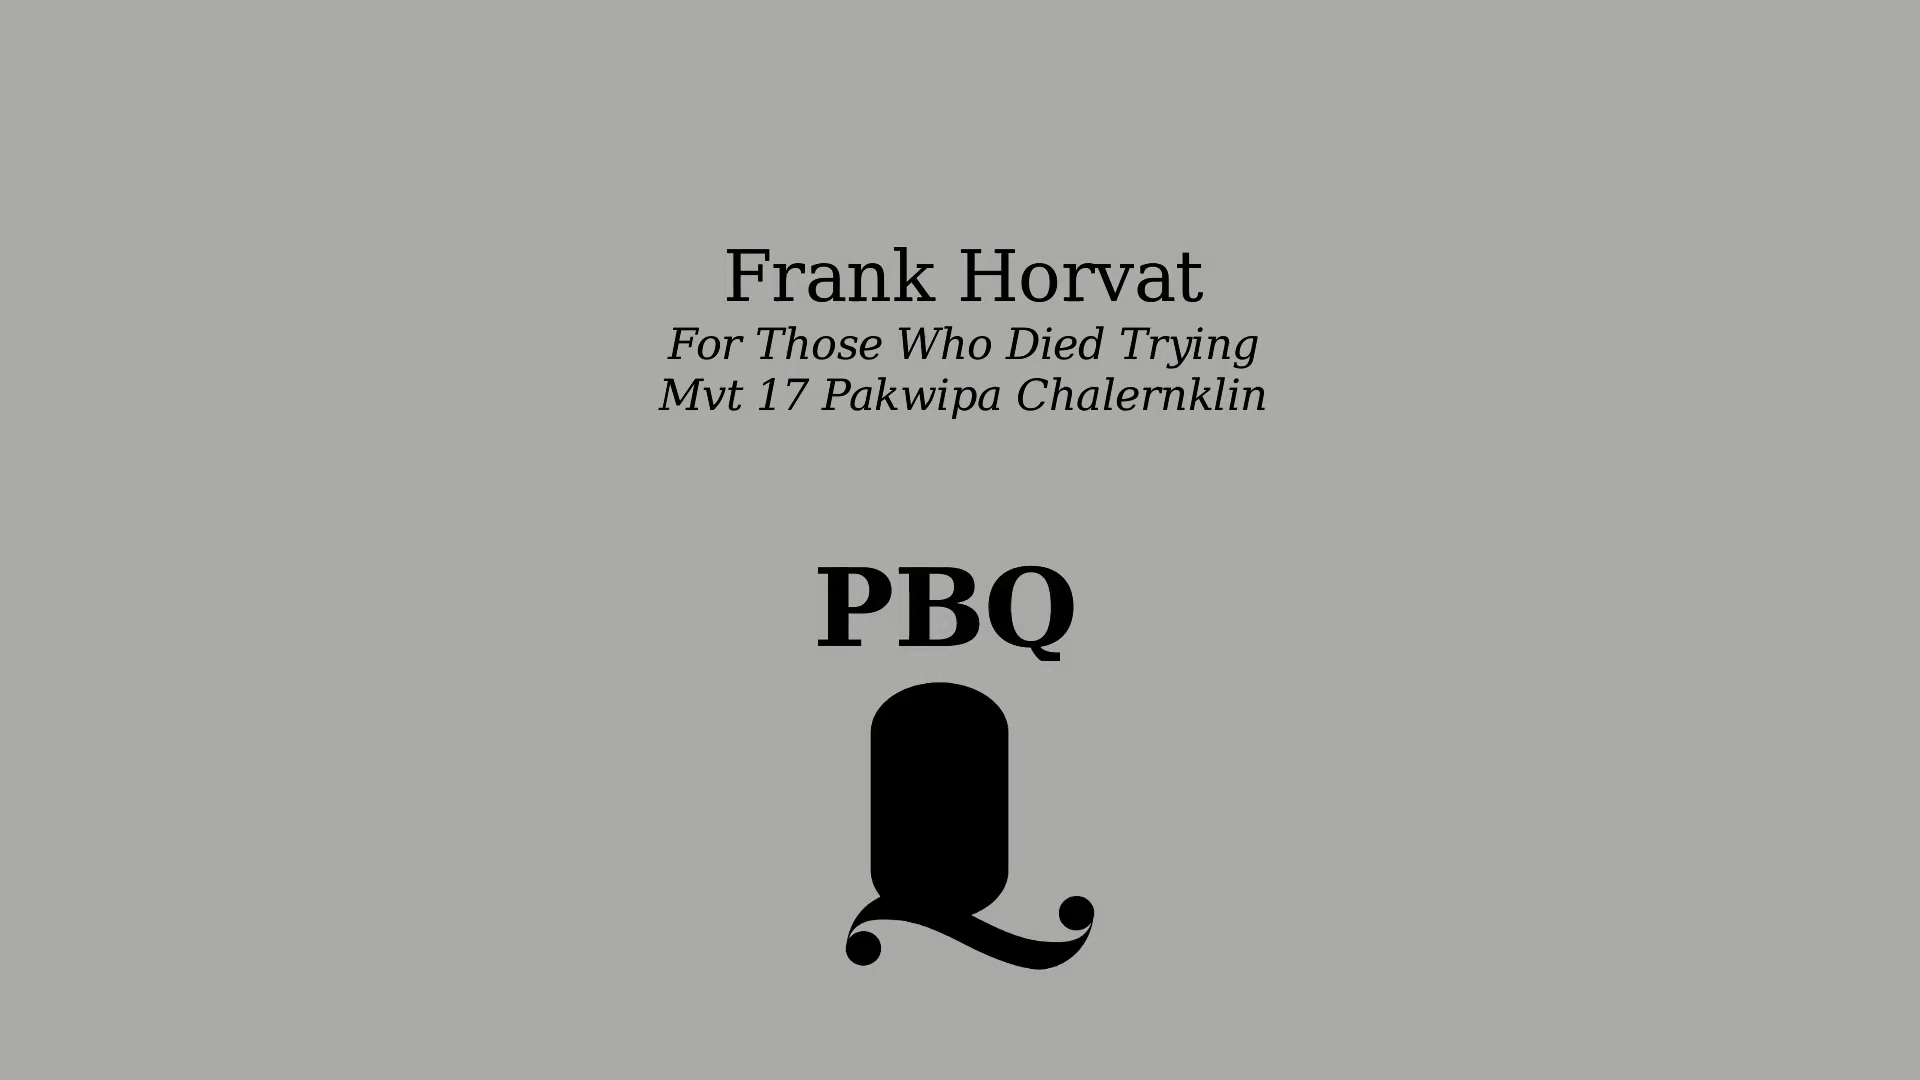 Frank Horvat
For Those Who Died Trying
Mvt 17 Pakwipa Chalernklin
PBQ